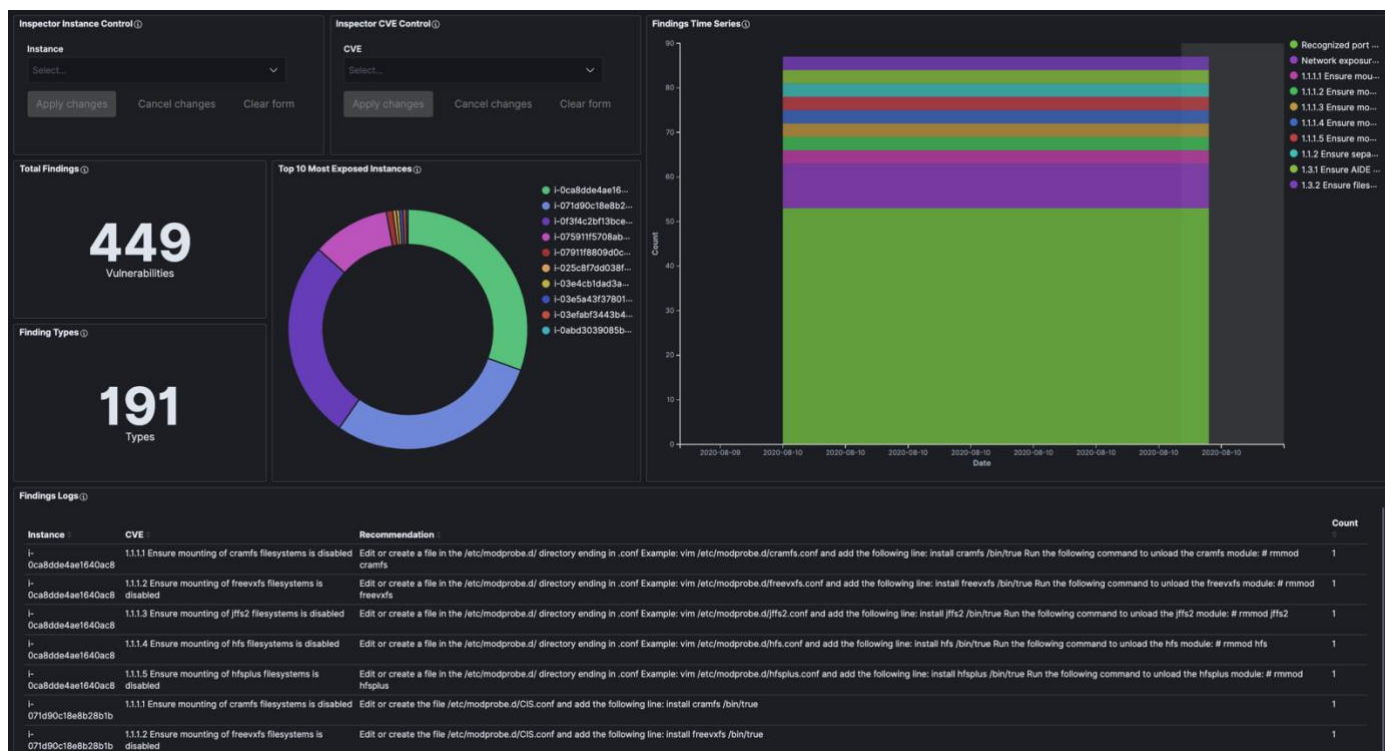 Inspector Instance Control
Instance
Select...
Apply changes Cancel changes Clear form
Inspector CVE Control
CVE
Select...
Apply changes Cancel changes Clear form
Total Findings
449
Vulnerabilities
Finding Types
191
Types
Top 10 Most Exposed Instances
i-0ca8dde4ae16...
i-071d90c18e8b2...
i-0f3f4c2bf13bce...
i-075911f5708ab...
i-07911f8809d0c...
i-025c8f7dd038f...
i-03e4cb1dad3a...
i-03e5a43f37801...
i-03efabf3443b4...
i-0abd3039085b...
Findings Time Series
90
80
70
60
50
40
30
20
10
0
Count
2020-08-09 2020-08-10 2020-08-10 2020-08-10 2020-08-10 2020-08-10 2020-08-10 2020-08-10 2020-08-10
Date
Recognized port ...
Network exposur...
1.1.1.1 Ensure mou...
1.1.1.2 Ensure mo...
1.1.1.3 Ensure mo...
1.1.1.4 Ensure mo...
1.1.1.5 Ensure mo...
1.1.2 Ensure sepa...
1.3.1 Ensure AIDE ...
1.3.2 Ensure files...
Findings Logs
Instance CVE Recommendation Count
i- 1.1.1.1 Ensure mounting of cramfs filesystems is disabled Edit or create a file in the /etc/modprobe.d/ directory ending in .conf Example: vim /etc/modprobe.d/cramfs.conf and add the following line: install cramfs /bin/true Run the following command to unload the cramfs module: # rmmod 1
0ca8dde4ae1640ac8 cramfs
i- 1.1.1.2 Ensure mounting of freevxfs filesystems is Edit or create a file in the /etc/modprobe.d/ directory ending in .conf Example: vim /etc/modprobe.d/freevxfs.conf and add the following line: install freevxfs /bin/true Run the following command to unload the freevxfs module: # rmmod 1
0ca8dde4ae1640ac8 disabled freevxfs
i- 1.1.1.3 Ensure mounting of jffs2 filesystems is disabled Edit or create a file in the /etc/modprobe.d/ directory ending in .conf Example: vim /etc/modprobe.d/jffs2.conf and add the following line: install jffs2 /bin/true Run the following command to unload the jffs2 module: # rmmod jffs2 1
0ca8dde4ae1640ac8
i- 1.1.1.4 Ensure mounting of hfs filesystems is disabled Edit or create a file in the /etc/modprobe.d/ directory ending in .conf Example: vim /etc/modprobe.d/hfs.conf and add the following line: install hfs /bin/true Run the following command to unload the hfs module: # rmmod hfs 1
0ca8dde4ae1640ac8
i- 1.1.1.5 Ensure mounting of hfsplus filesystems is Edit or create a file in the /etc/modprobe.d/ directory ending in .conf Example: vim /etc/modprobe.d/hfsplus.conf and add the following line: install hfsplus /bin/true Run the following command to unload the hfsplus module: # rmmod 1
0ca8dde4ae1640ac8 disabled hfsplus
i- 1.1.1.1 Ensure mounting of cramfs filesystems is disabled Edit or create the file /etc/modprobe.d/CIS.conf and add the following line: install cramfs /bin/true 1
071d90c18e8b28b1b
i- 1.1.1.2 Ensure mounting of freevxfs filesystems is Edit or create the file /etc/modprobe.d/CIS.conf and add the following line: install freevxfs /bin/true 1
071d90c18e8b28b1b disabled